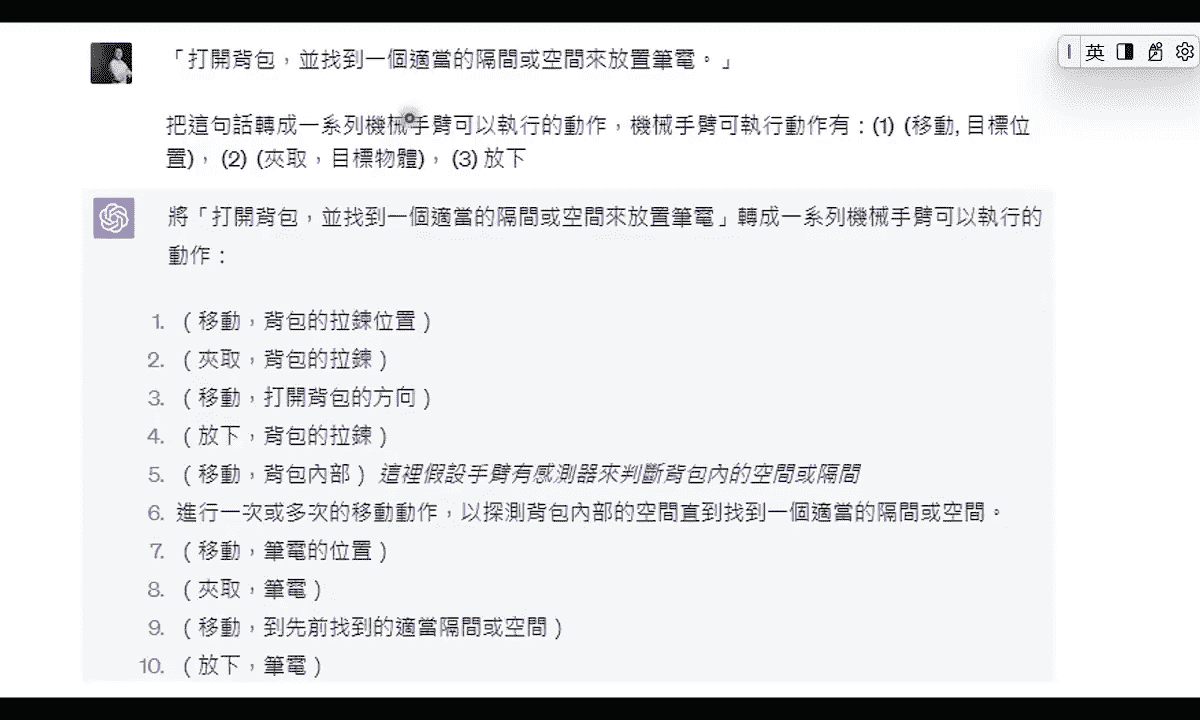 「打開背包，並找到一個適當的隔間或空間來放置筆電。」
英
把這句話轉成一系列機械手臂可以執行的動作，機械手臂可執行動作有：(1) (移動, 目標位
置)， (2) (夾取，目標物體)， (3) 放下
將「打開背包，並找到一個適當的隔間或空間來放置筆電」轉成一系列機械手臂可以執行的
動作：
1. （移動，背包的拉鍊位置）
2. （夾取，背包的拉鍊）
3. （移動，打開背包的方向）
4. （放下，背包的拉鍊）
5. （移動，背包內部） 這裡假設手臂有感測器來判斷背包內的空間或隔間
6. 進行一次或多次的移動動作，以探測背包內部的空間直到找到一個適當的隔間或空間。
7. （移動，筆電的位置）
8. （夾取，筆電）
9. （移動，到先前找到的適當隔間或空間）
10. （放下，筆電）